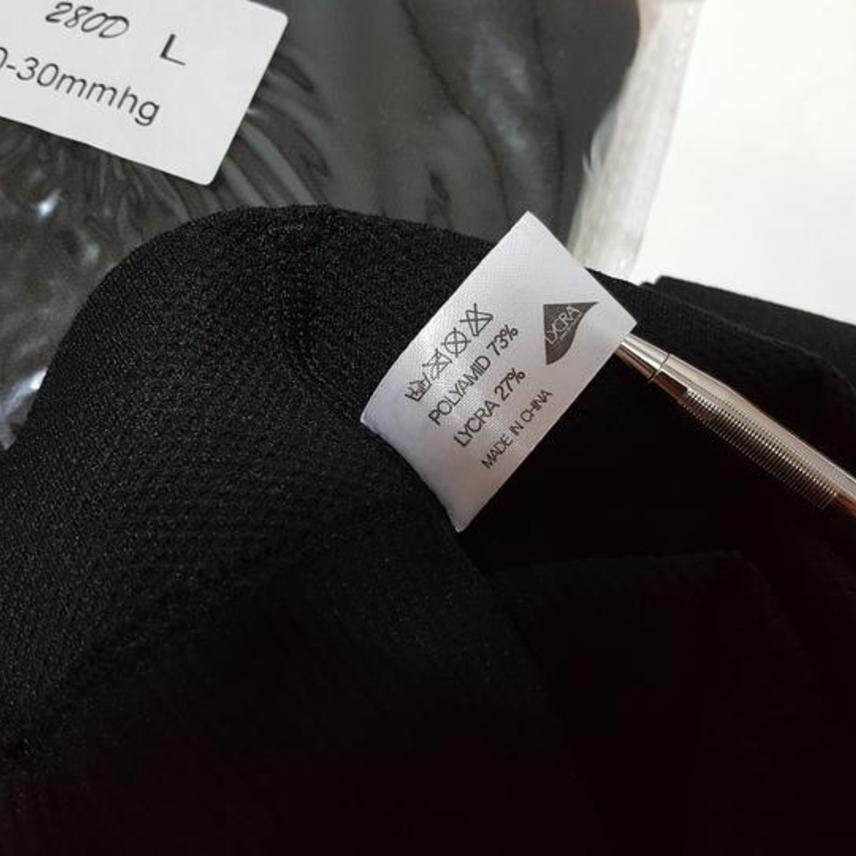 280D L
0-30mmhg
LYCRA
POLYAMID 73%
LYCRA 27%
MADE IN CHINA